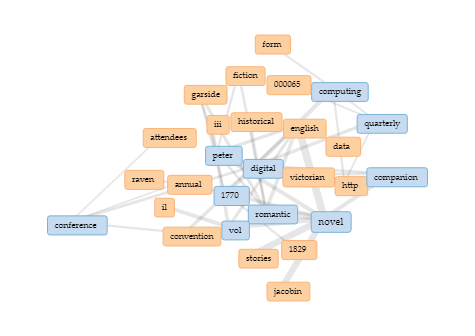 form
fiction
000065
computing
garside
iii
historical
english
quarterly
attendees
data
peter
digital
raven
annual
victorian
http
companion
1770
il
romantic
conference
convention
vol
novel
1829
stories
jacobin